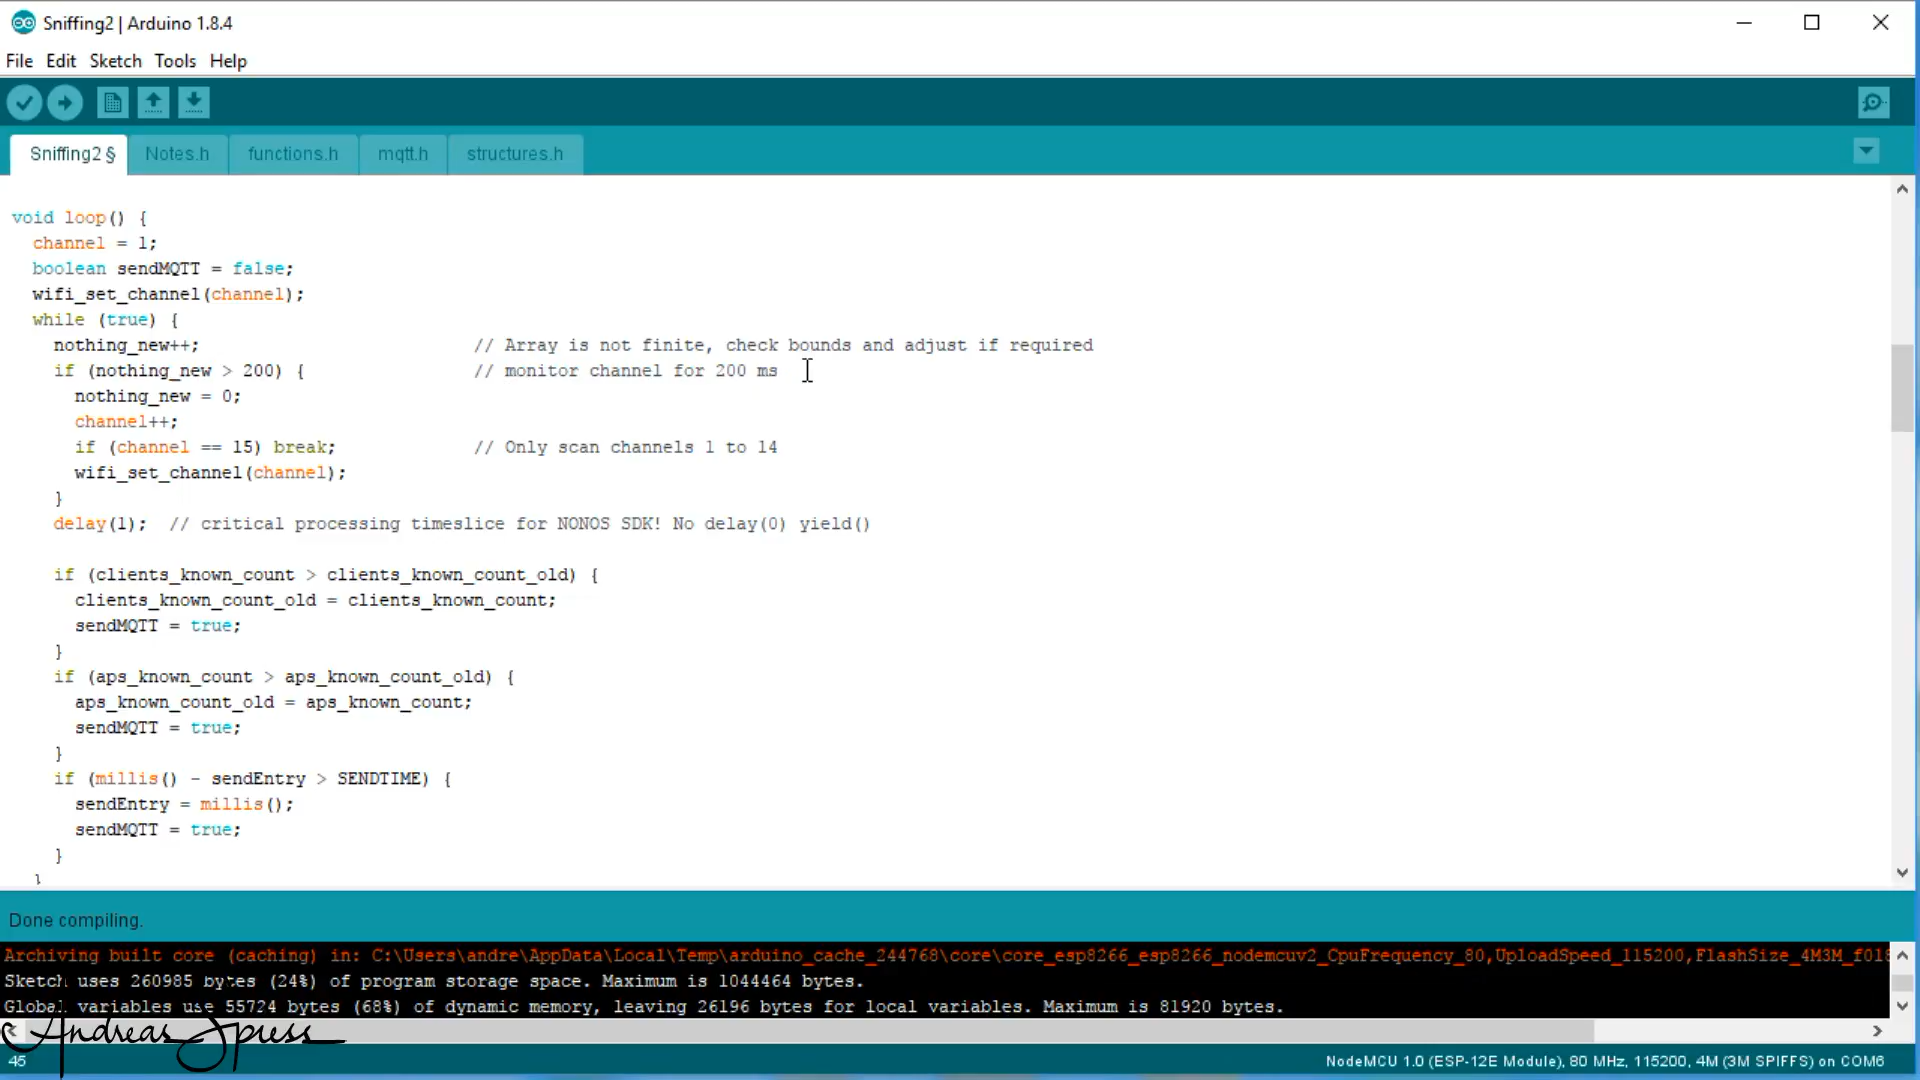 Sniffing2 | Arduino 1.8.4
File Edit Sketch Tools Help
Sniffing2 § Notes.h functions.h mqtt.h structures.h
void loop() {
channel = 1;
boolean sendMQTT = false;
wifi_set_channel(channel);
while (true) {
nothing_new++; // Array is not finite, check bounds and adjust if required
if (nothing_new > 200) { // monitor channel for 200 ms
nothing_new = 0;
channel++;
if (channel == 15) break; // Only scan channels 1 to 14
wifi_set_channel(channel);
}
delay(1); // critical processing timeslice for NONOS SDK! No delay(0) yield()
if (clients_known_count > clients_known_count_old) {
clients_known_count_old = clients_known_count;
sendMQTT = true;
}
if (aps_known_count > aps_known_count_old) {
aps_known_count_old = aps_known_count;
sendMQTT = true;
}
if (millis() - sendEntry > SENDTIME) {
sendEntry = millis();
sendMQTT = true;
}
}
Done compiling.
Archiving built core (caching) in: C:\Users\andre\AppData\Local\Temp\arduino_cache_244768\core\core_esp8266_esp8266_nodemcuv2_CpuFrequency_80,UploadSpeed_115200,FlashSize_4M3M_f018
Sketch uses 260985 bytes (24%) of program storage space. Maximum is 1044464 bytes.
Global variables use 55724 bytes (68%) of dynamic memory, leaving 26196 bytes for local variables. Maximum is 81920 bytes.
Andreas Spiess
45 NodeMCU 1.0 (ESP-12E Module), 80 MHz, 115200, 4M (3M SPIFFS) on COM6